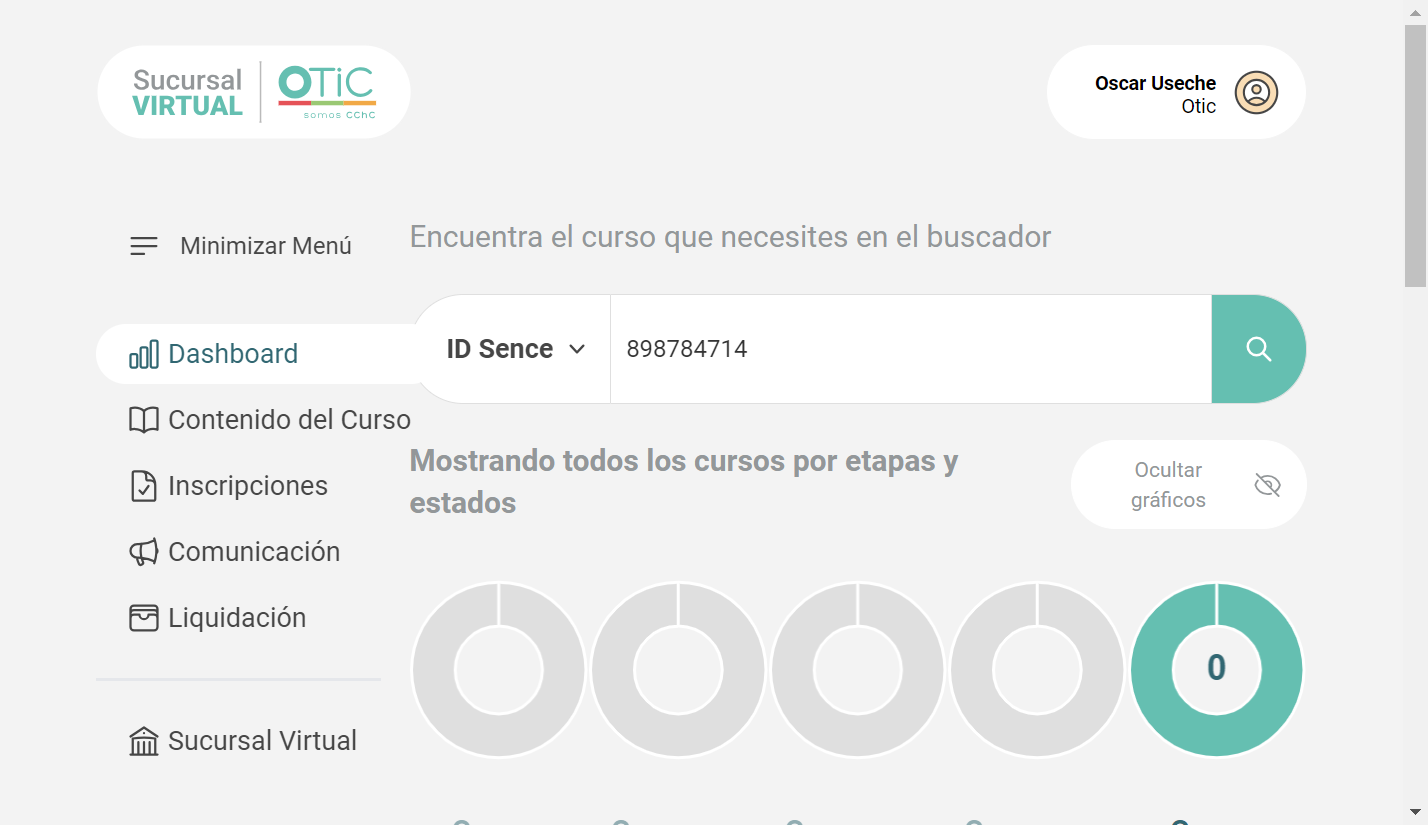 Sucursal
VIRTUAL
OTiC
somos CChC
Oscar Useche
Otic
Minimizar Menú
Encuentra el curso que necesites en el buscador
Dashboard
ID Sence
898784714
Contenido del Curso
Mostrando todos los cursos por etapas y
estados
Ocultar
gráficos
Inscripciones
Comunicación
Liquidación
0
Sucursal Virtual